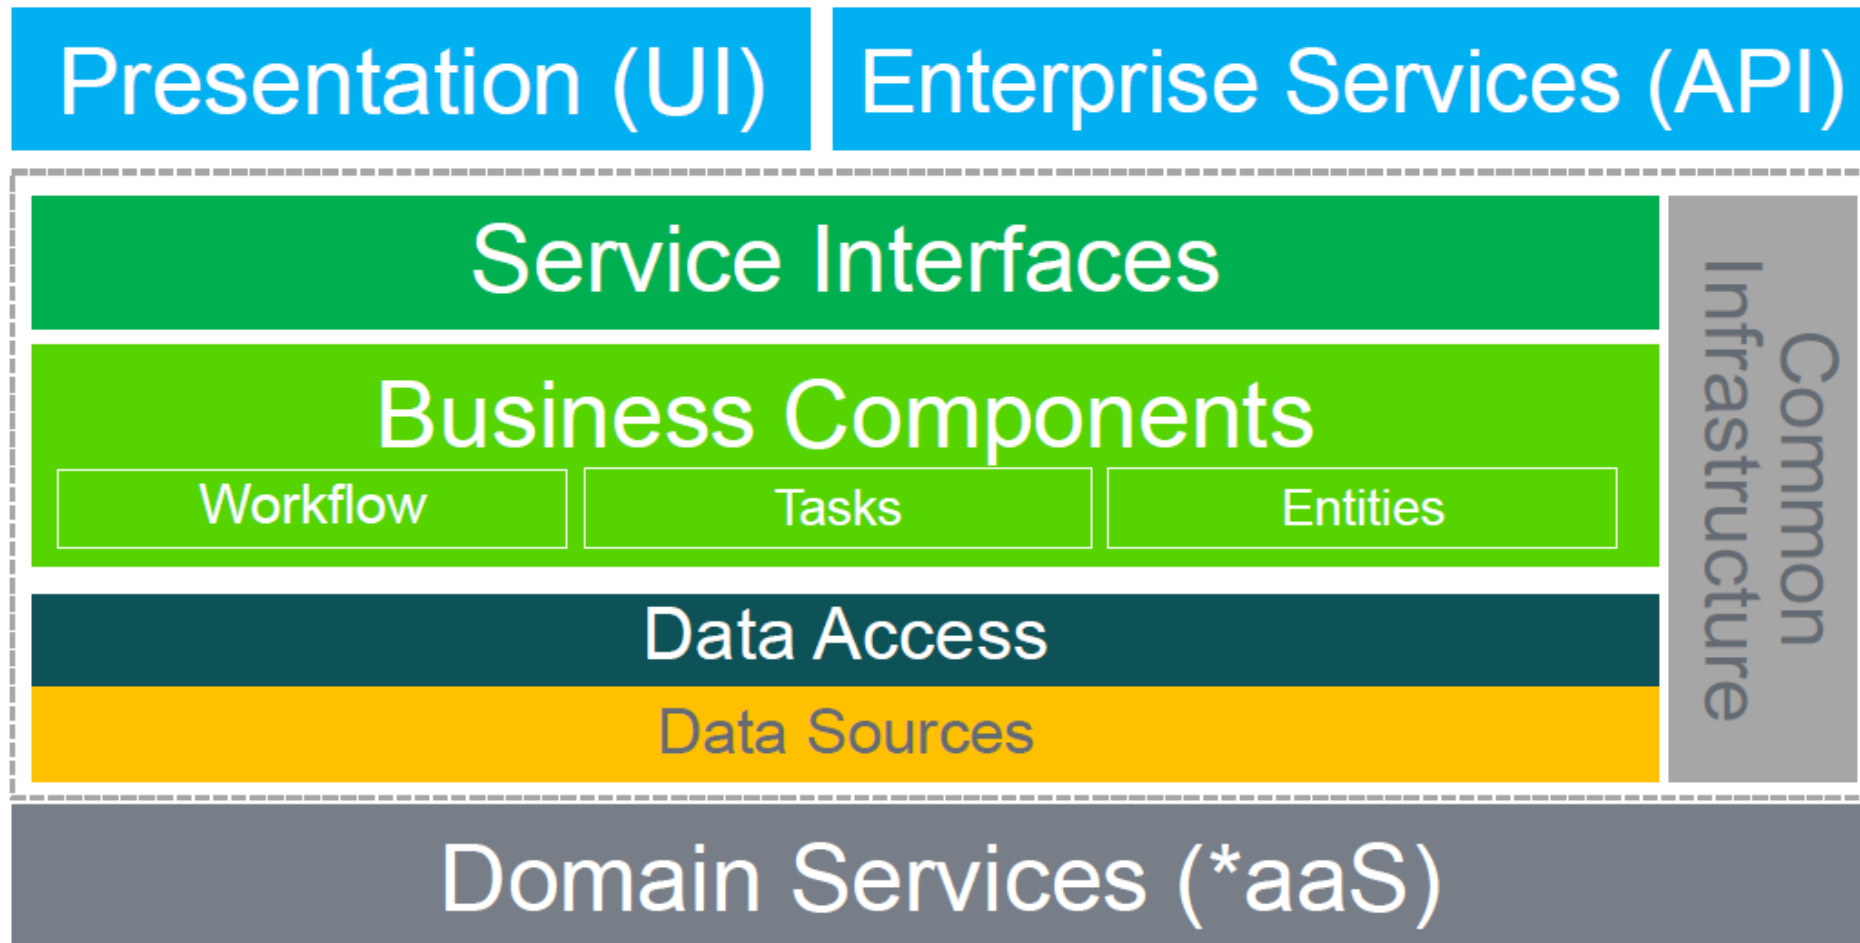 Presentation (UI)
Enterprise Services (API)
Service Interfaces
Business Components
Workflow
Tasks
Entities
Data Access
Data Sources
Common
Infrastructure
Domain Services (*aaS)